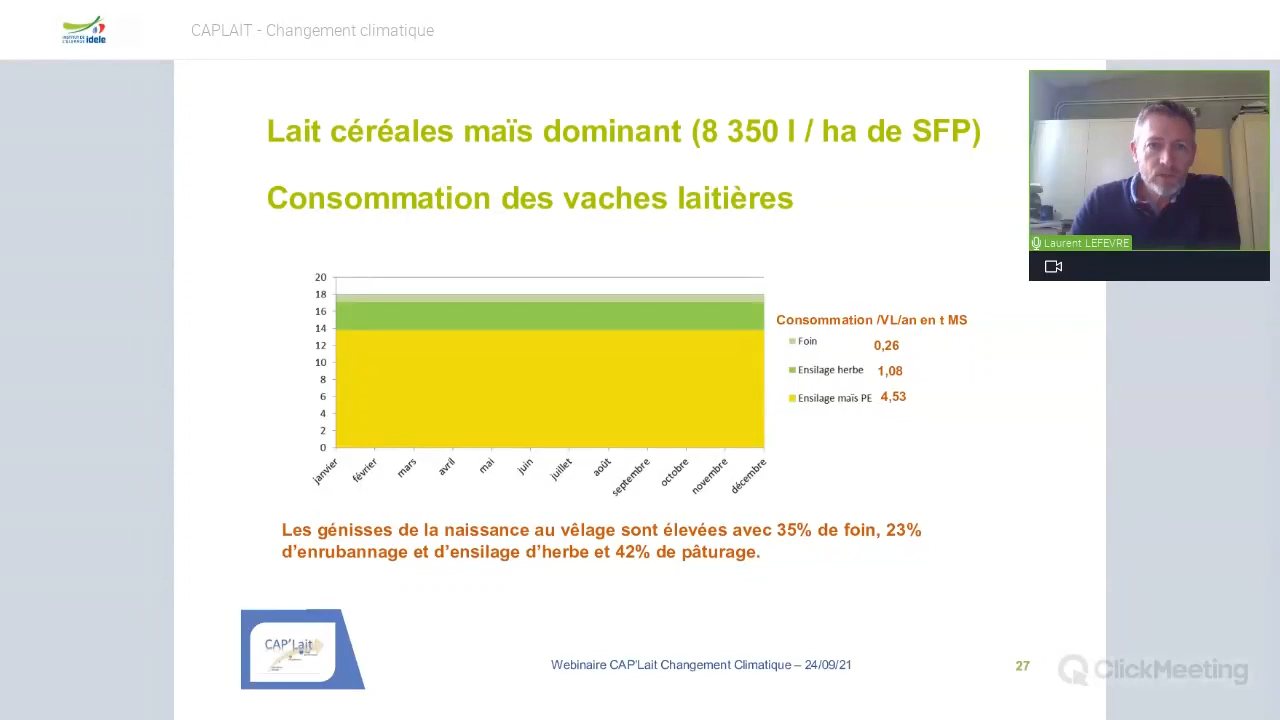 INSTITUT DE L'ELEVAGE idele
CAPLAIT - Changement climatique
Lait céréales maïs dominant (8 350 l / ha de SFP)
Consommation des vaches laitières
Laurent LEFEVRE
20
18
16
14
12
10
8
6
4
2
0
janvier
février
mars
avril
mai
juin
juillet
août
septembre
octobre
novembre
décembre
Consommation /VL/an en t MS
Foin 0,26
Ensilage herbe 1,08
Ensilage maïs PE 4,53
Les génisses de la naissance au vêlage sont élevées avec 35% de foin, 23%
d'enrubannage et d'ensilage d'herbe et 42% de pâturage.
CAP'Lait
Webinaire CAP'Lait Changement Climatique – 24/09/21
27
ClickMeeting